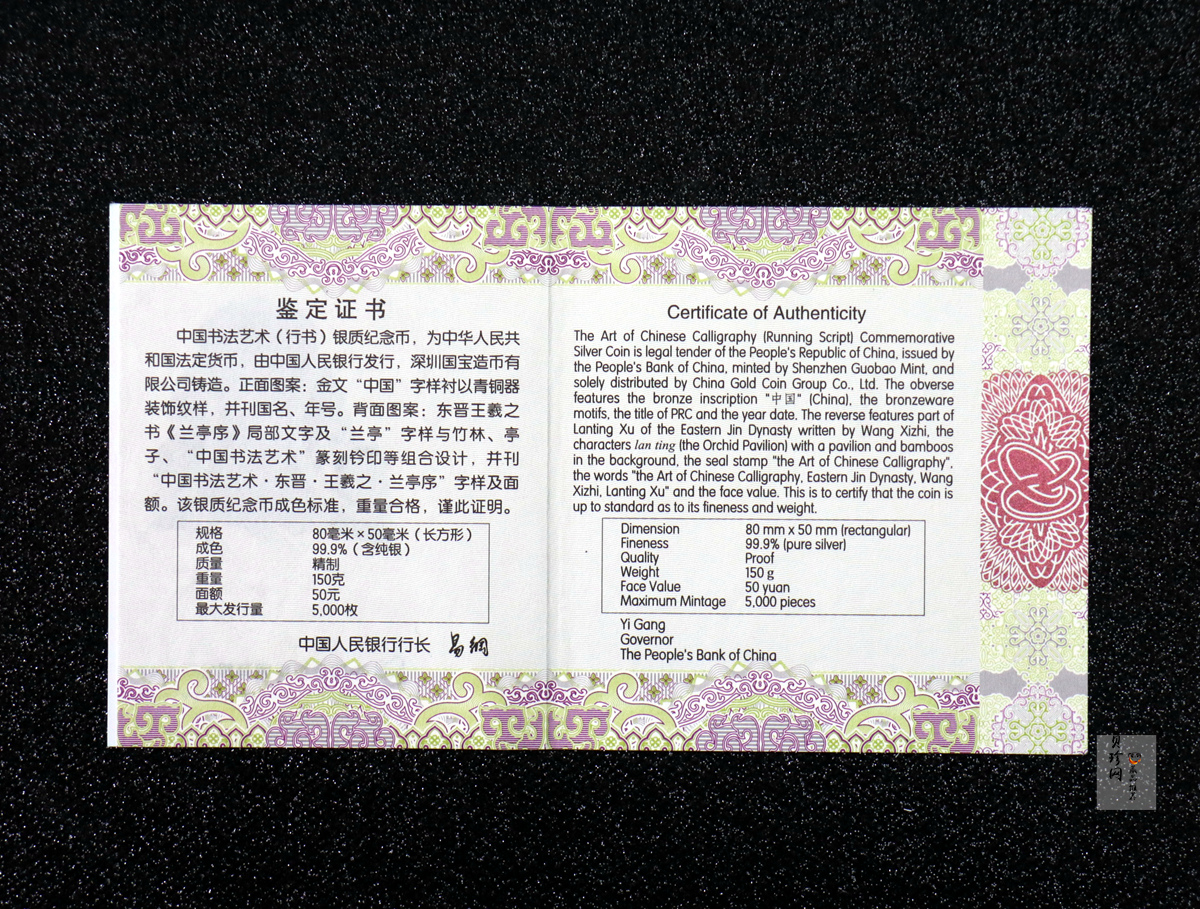 鉴定证书
中国书法艺术（行书）银质纪念币，为中华人民共
和国法定货币，由中国人民银行发行，深圳国宝造币有
限公司铸造。正面图案：金文“中国”字样衬以青铜器
装饰纹样，并刊国名、年号。背面图案：东晋王羲之
书《兰亭序》局部文字及“兰亭”字样与竹林、亭
子、“中国书法艺术”篆刻钤印等组合设计，并刊
“中国书法艺术·东晋·王羲之·兰亭序”字样及面
额。该银质纪念币成色标准，重量合格，谨此证明。
规格 80毫米×50毫米（长方形）
成色 99.9%（含纯银）
质量 精制
重量 150克
面额 50元
最大发行量 5,000枚
中国人民银行行长 易纲
Certificate of Authenticity
The Art of Chinese Calligraphy (Running Script) Commemorative
Silver Coin is legal tender of the People's Republic of China, issued by
the People's Bank of China, minted by Shenzhen Guobao Mint, and
solely distributed by China Gold Coin Group Co., Ltd. The obverse
features the bronze inscription "中国" (China), the bronzeware
motifs, the title of PRC and the year date. The reverse features part of
Lanting Xu of the Eastern Jin Dynasty written by Wang Xizhi, the
characters lan ting (the Orchid Pavilion) with a pavilion and bamboos
in the background, the seal stamp "the Art of Chinese Calligraphy",
the words "the Art of Chinese Calligraphy, Eastern Jin Dynasty, Wang
Xizhi, Lanting Xu" and the face value. This is to certify that the coin is
up to standard as to its fineness and weight.
Dimension 80 mm x 50 mm (rectangular)
Fineness 99.9% (pure silver)
Quality Proof
Weight 150 g
Face Value 50 yuan
Maximum Mintage 5,000 pieces
Yi Gang
Governor
The People's Bank of China